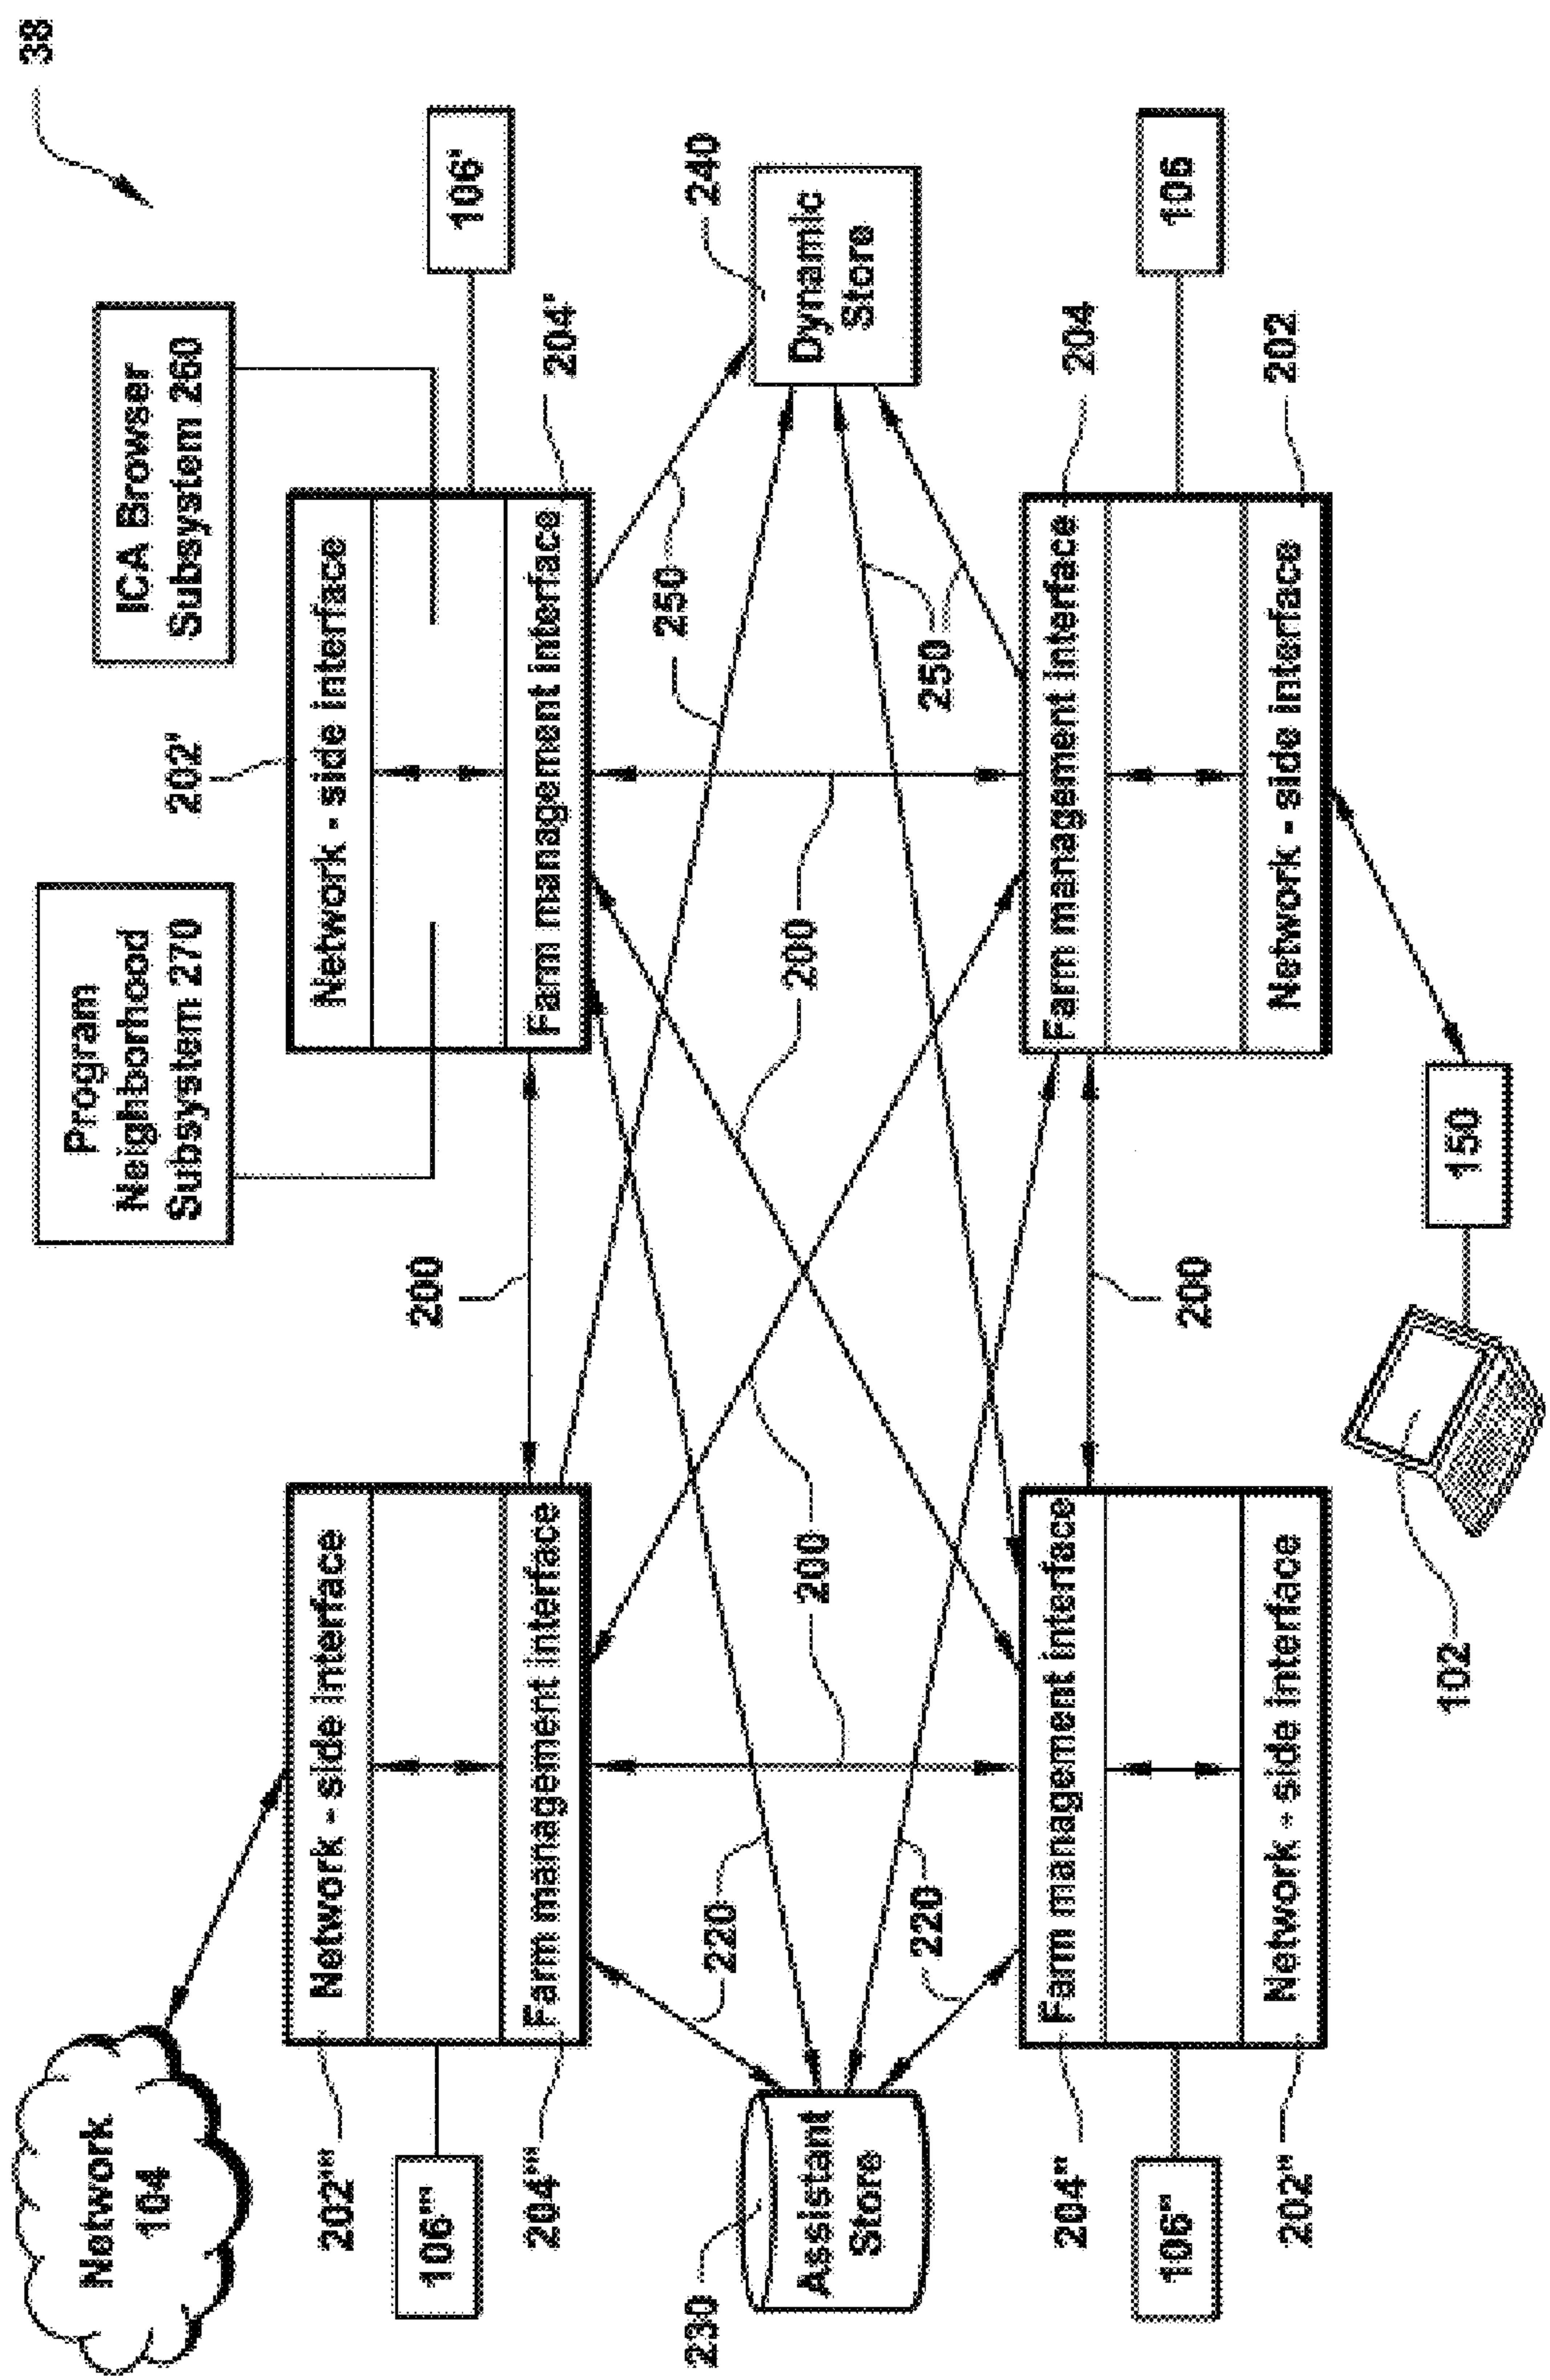 38
Program
Neighborhood
Subsystem 270
ICA Browser
Subsystem 260
Network
104
202'
202'''
Network - side interface
Network - side interface
106'''
106'
200
204'''
Farm management interface
Farm management interface
204'
250
230
220
240
250
Assistant
Store
200
200
Dynamic
Store
220
250
204"
Farm management interface
Farm management interface
204
106"
106
200
202"
Network - side interface
Network - side interface
202
102
150